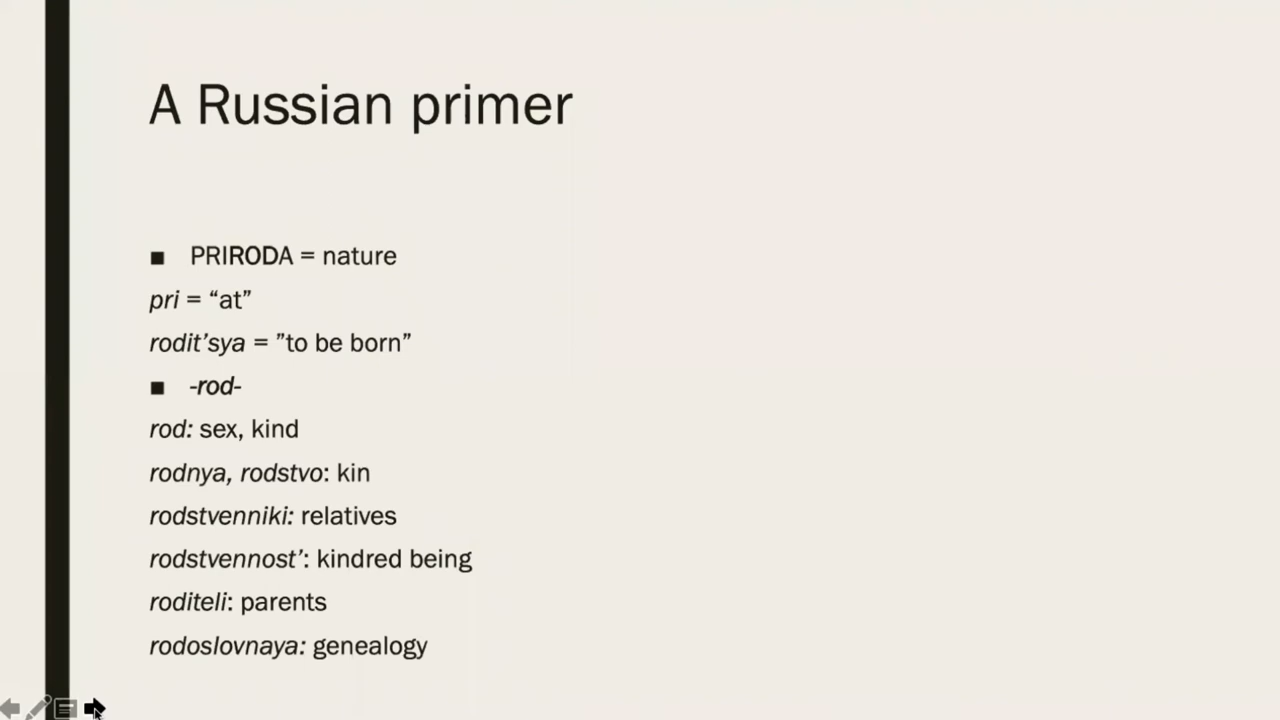 A Russian primer
■ PRIRODA = nature
pri = “at”
rodit’sya = ”to be born”
■ -rod-
rod: sex, kind
rodnya, rodstvo: kin
rodstvenniki: relatives
rodstvennost’: kindred being
roditeli: parents
rodoslovnaya: genealogy